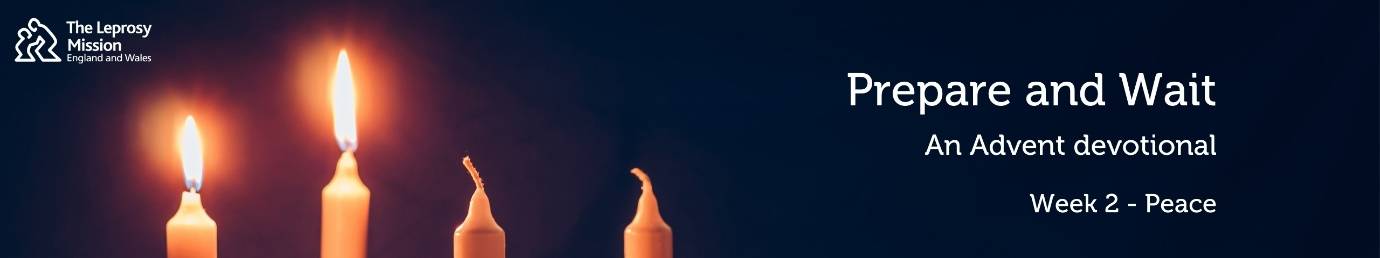 The Leprosy
Mission
England and Wales
Prepare and Wait
An Advent devotional
Week 2 - Peace